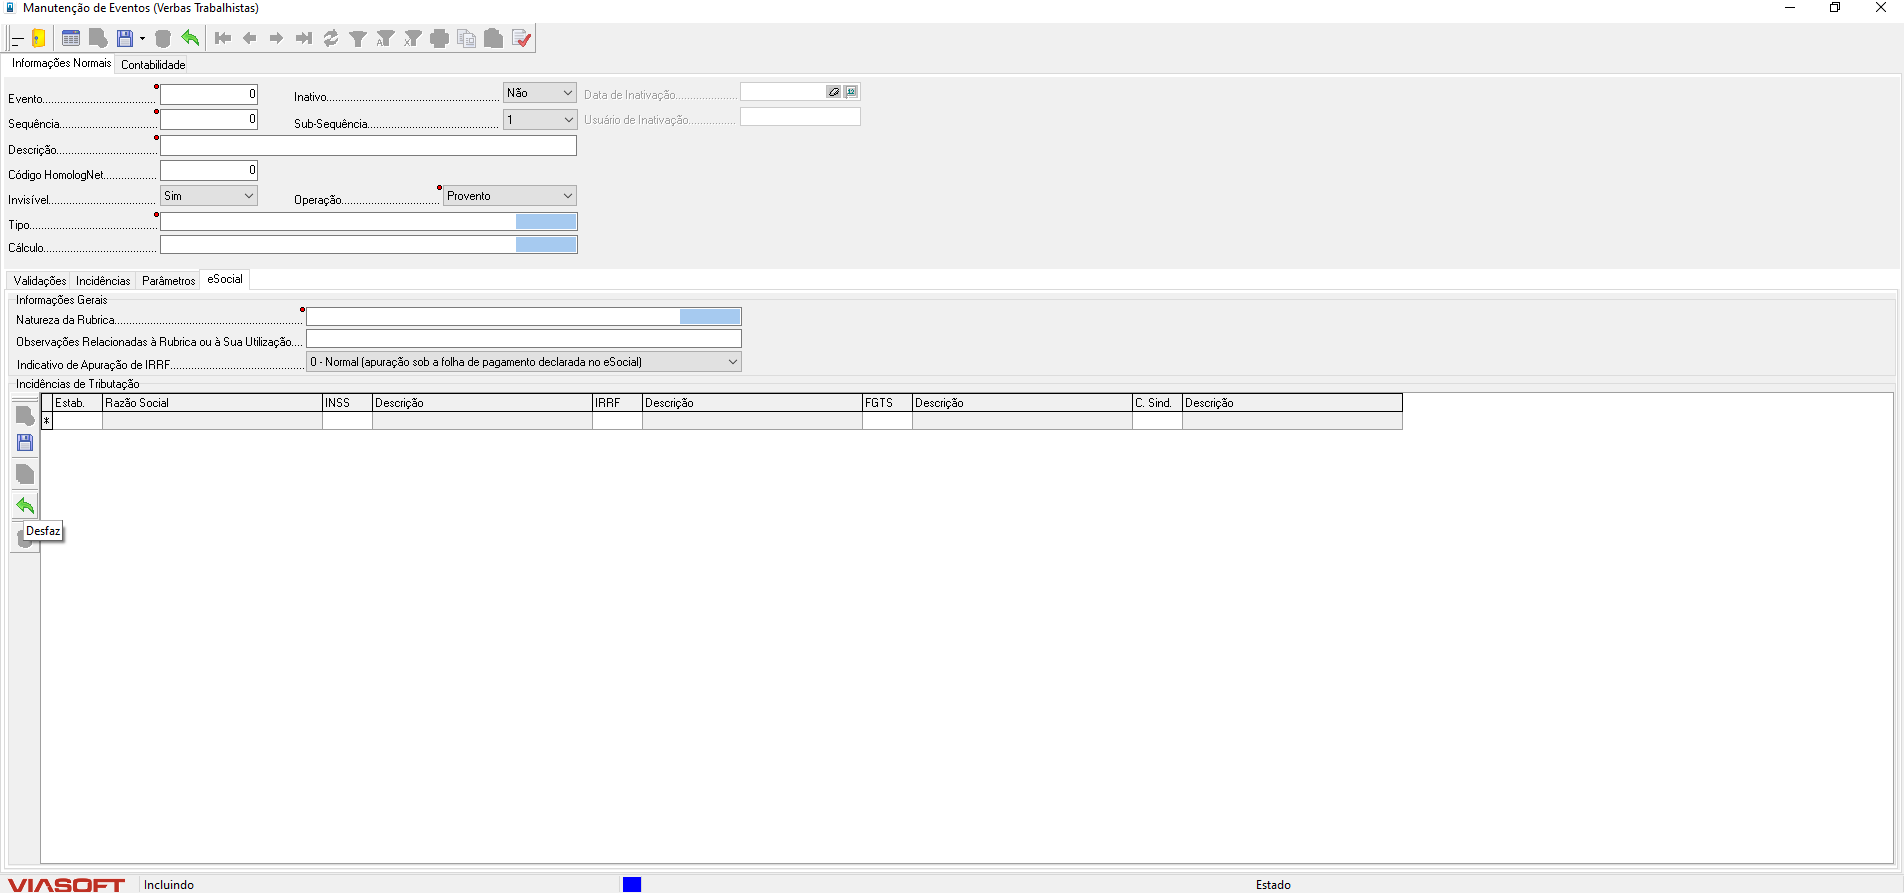 Manutenção de Eventos (Verbas Trabalhistas)
Informações Normais
Contabilidade
Evento 0
Inativo Não
Data de Inativação
Sequência 0
Sub-Sequência 1
Usuário de Inativação
Descrição
Código HomologNet 0
Invisível Sim
Operação Provento
Tipo
Cálculo
Validações Incidências Parâmetros eSocial
Informações Gerais
Natureza da Rubrica
Observações Relacionadas à Rubrica ou à Sua Utilização
Indicativo de Apuração de IRRF 0 - Normal (apuração sob a folha de pagamento declarada no eSocial)
Incidências de Tributação
Estab. Razão Social INSS Descrição IRRF Descrição FGTS Descrição C. Sind. Descrição
*
Desfaz
VIASOFT Incluindo Estado